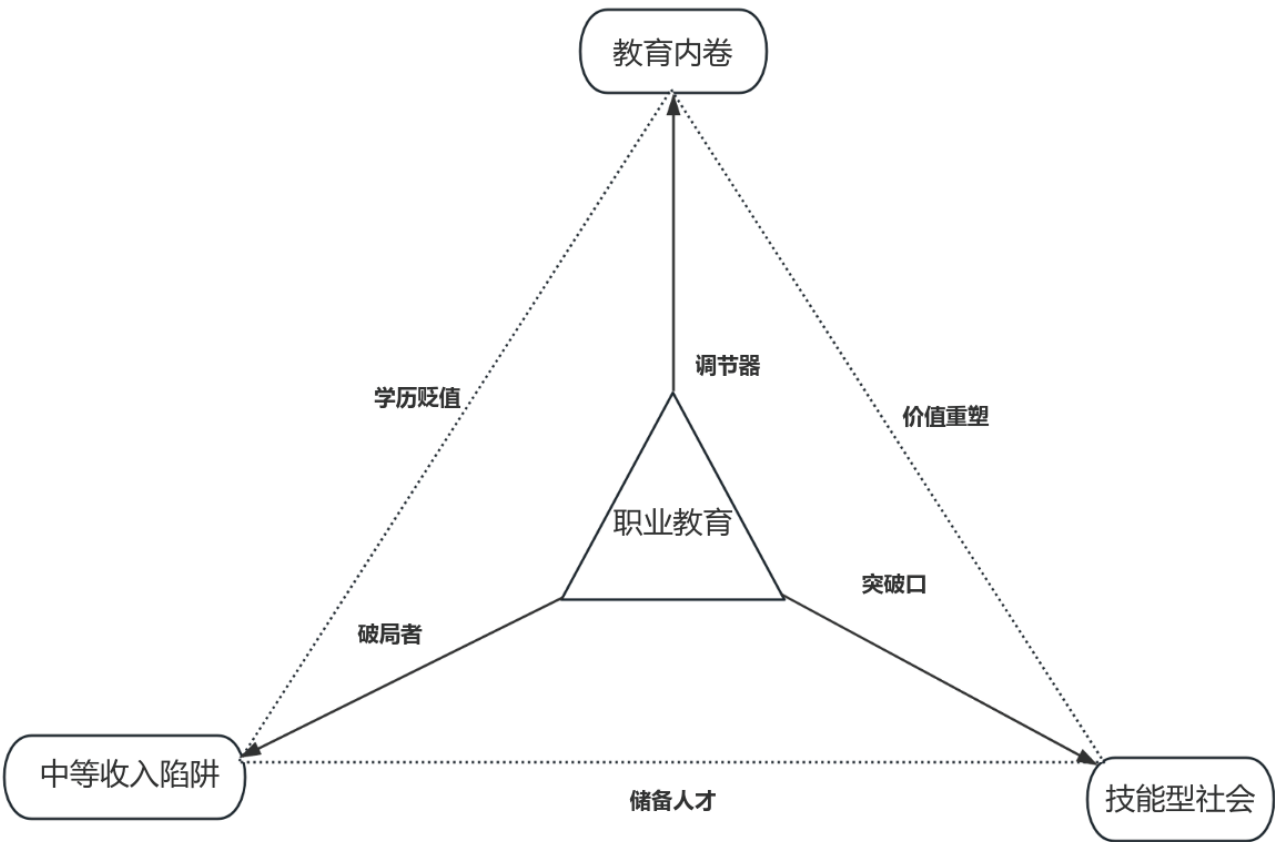 教育内卷
调节器
学历贬值
价值重塑
职业教育
突破口
破局者
中等收入陷阱
储备人才
技能型社会